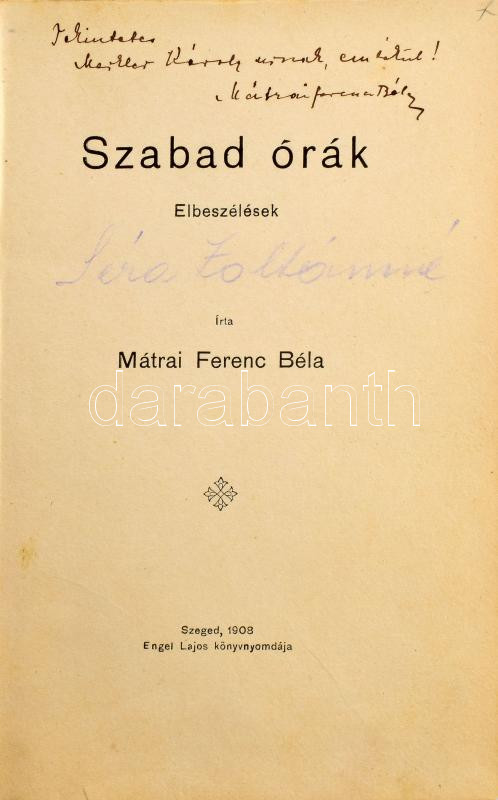 Tekintetes
Merkler Károly urnak, emlékül!
Mátrai Ferenc Béla
Szabad órák
Elbeszélések
Séra Zoltánné
Írta
Mátrai Ferenc Béla
darabanth
Szeged, 1908
Engel Lajos könyvnyomdája